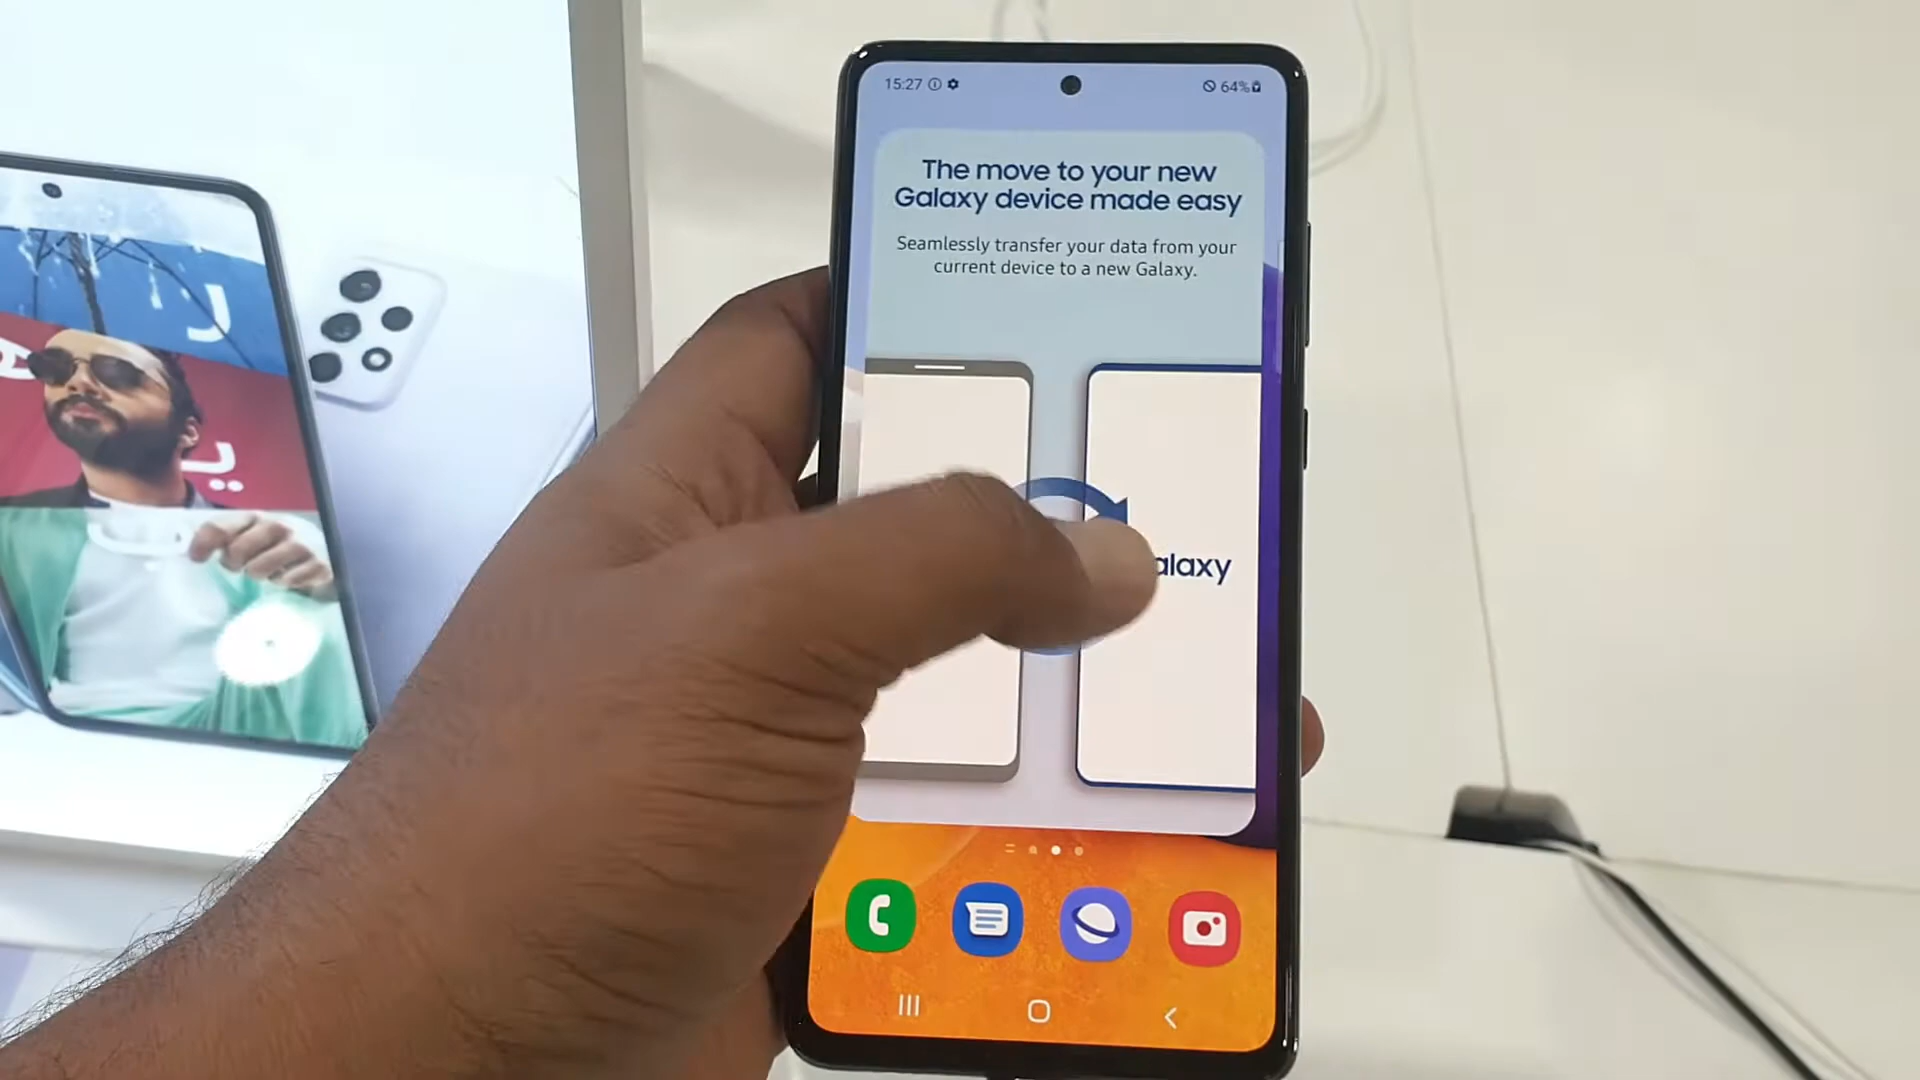 15:27
64%
The move to your new
Galaxy device made easy
Seamlessly transfer your data from your
current device to a new Galaxy.
alaxy